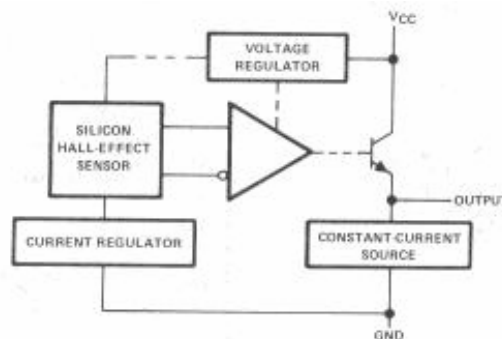 VCC
VOLTAGE
REGULATOR
SILICON
HALL-EFFECT
SENSOR
OUTPUT
CURRENT REGULATOR
CONSTANT-CURRENT
SOURCE
GND